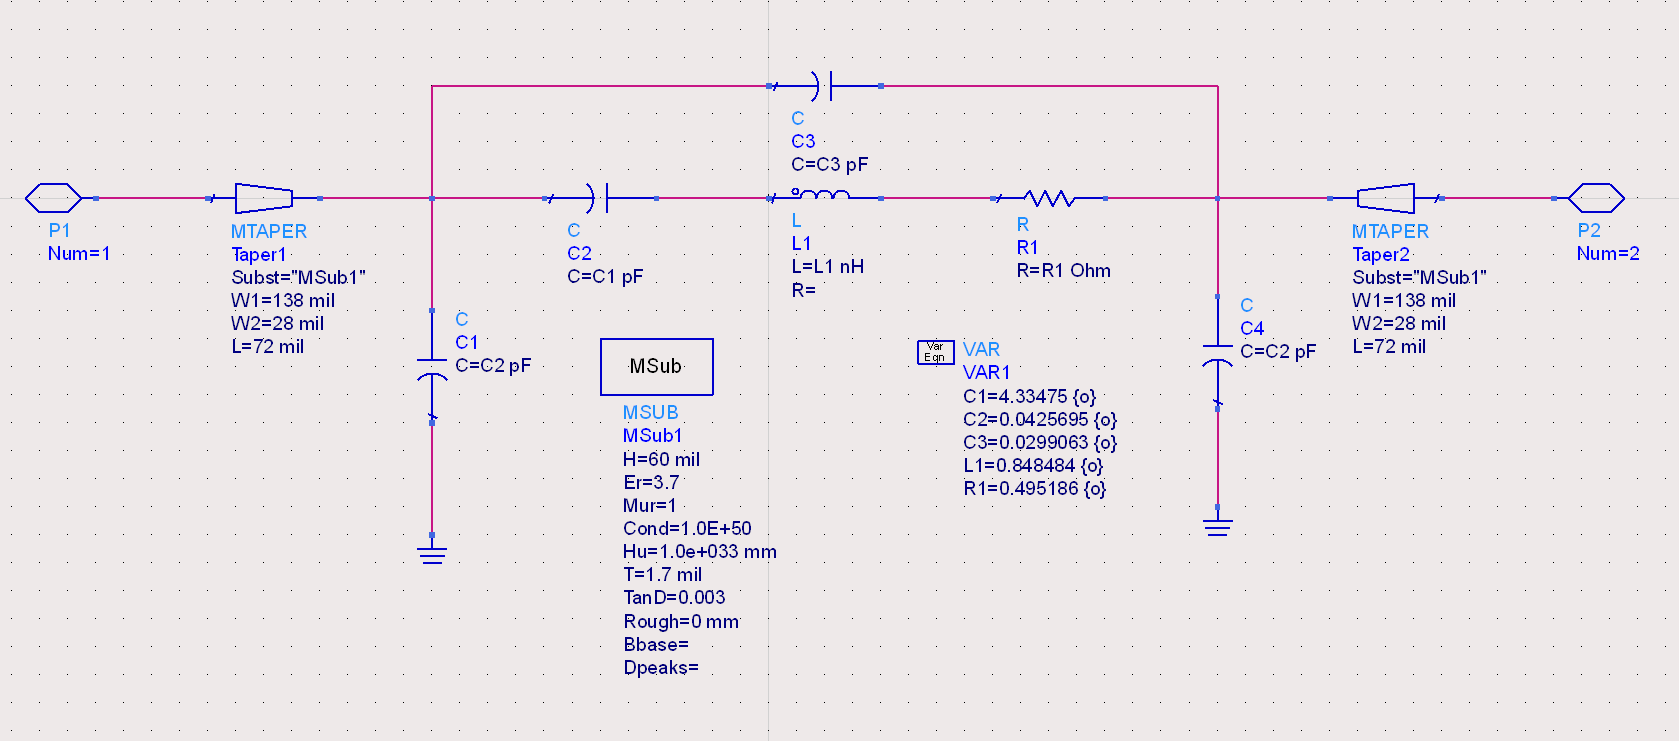 C
C3
C=C3 pF
P1
Num=1
MTAPER
Taper1
Subst="MSub1"
W1=138 mil
W2=28 mil
L=72 mil
C
C2
C=C1 pF
L
L1
L=L1 nH
R=
R
R1
R=R1 Ohm
MTAPER
Taper2
Subst="MSub1"
W1=138 mil
W2=28 mil
L=72 mil
P2
Num=2
C
C1
C=C2 pF
C
C4
C=C2 pF
MSub
MSUB
MSub1
H=60 mil
Er=3.7
Mur=1
Cond=1.0E+50
Hu=1.0e+033 mm
T=1.7 mil
TanD=0.003
Rough=0 mm
Bbase=
Dpeaks=
Var
Eqn
VAR
VAR1
C1=4.33475 {o}
C2=0.0425695 {o}
C3=0.0299063 {o}
L1=0.848484 {o}
R1=0.495186 {o}